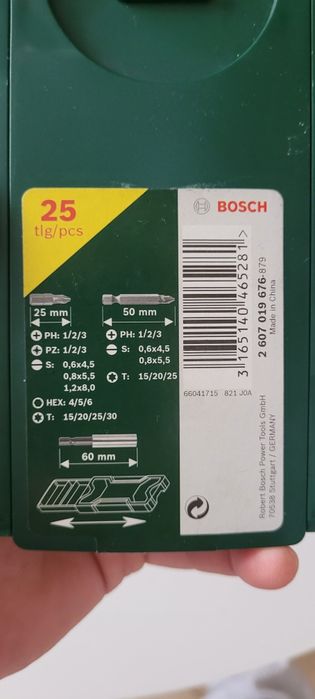 25
tlg/pcs
BOSCH
25 mm
50 mm
PH: 1/2/3
PZ: 1/2/3
S: 0,6x4,5
0,8x5,5
1,2x8,0
HEX: 4/5/6
T: 15/20/25/30
PH: 1/2/3
S: 0,6x4,5
0,8x5,5
T: 15/20/25
60 mm
3 165140 465281 >
2 607 019 676-879
Made in China
66041715 821 JOA
Robert Bosch Power Tools GmbH
70538 Stuttgart / GERMANY